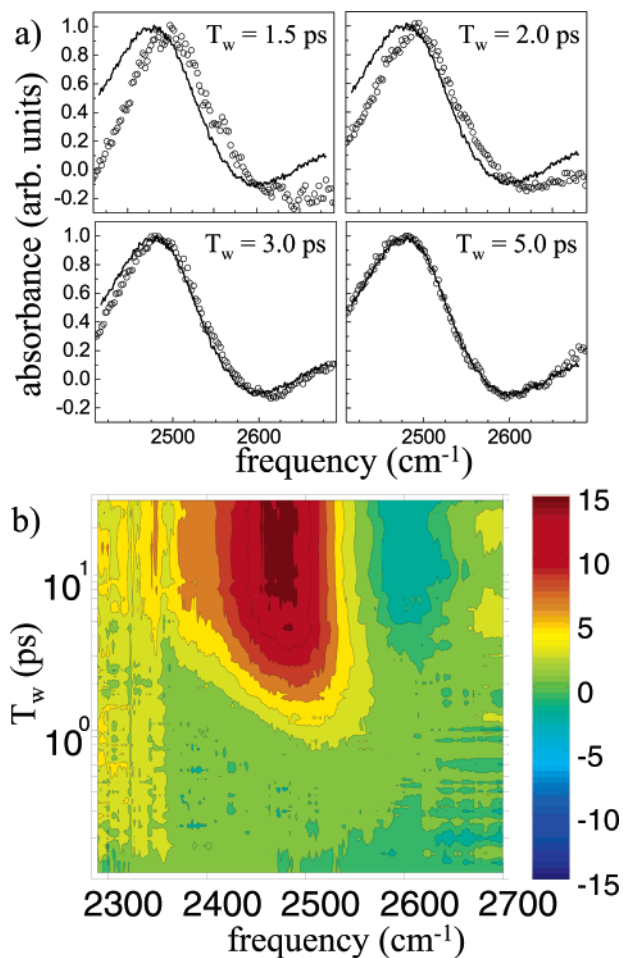 a)
T_w = 1.5 ps
T_w = 2.0 ps
1.0
0.8
0.6
0.4
0.2
0.0
-0.2
T_w = 3.0 ps
T_w = 5.0 ps
1.0
0.8
0.6
0.4
0.2
0.0
-0.2
absorbance (arb. units)
2500 2600 2500 2600
frequency (cm⁻¹)
b)
T_w (ps)
10¹
10⁰
2300 2400 2500 2600 2700
frequency (cm⁻¹)
15
10
5
0
-5
-10
-15